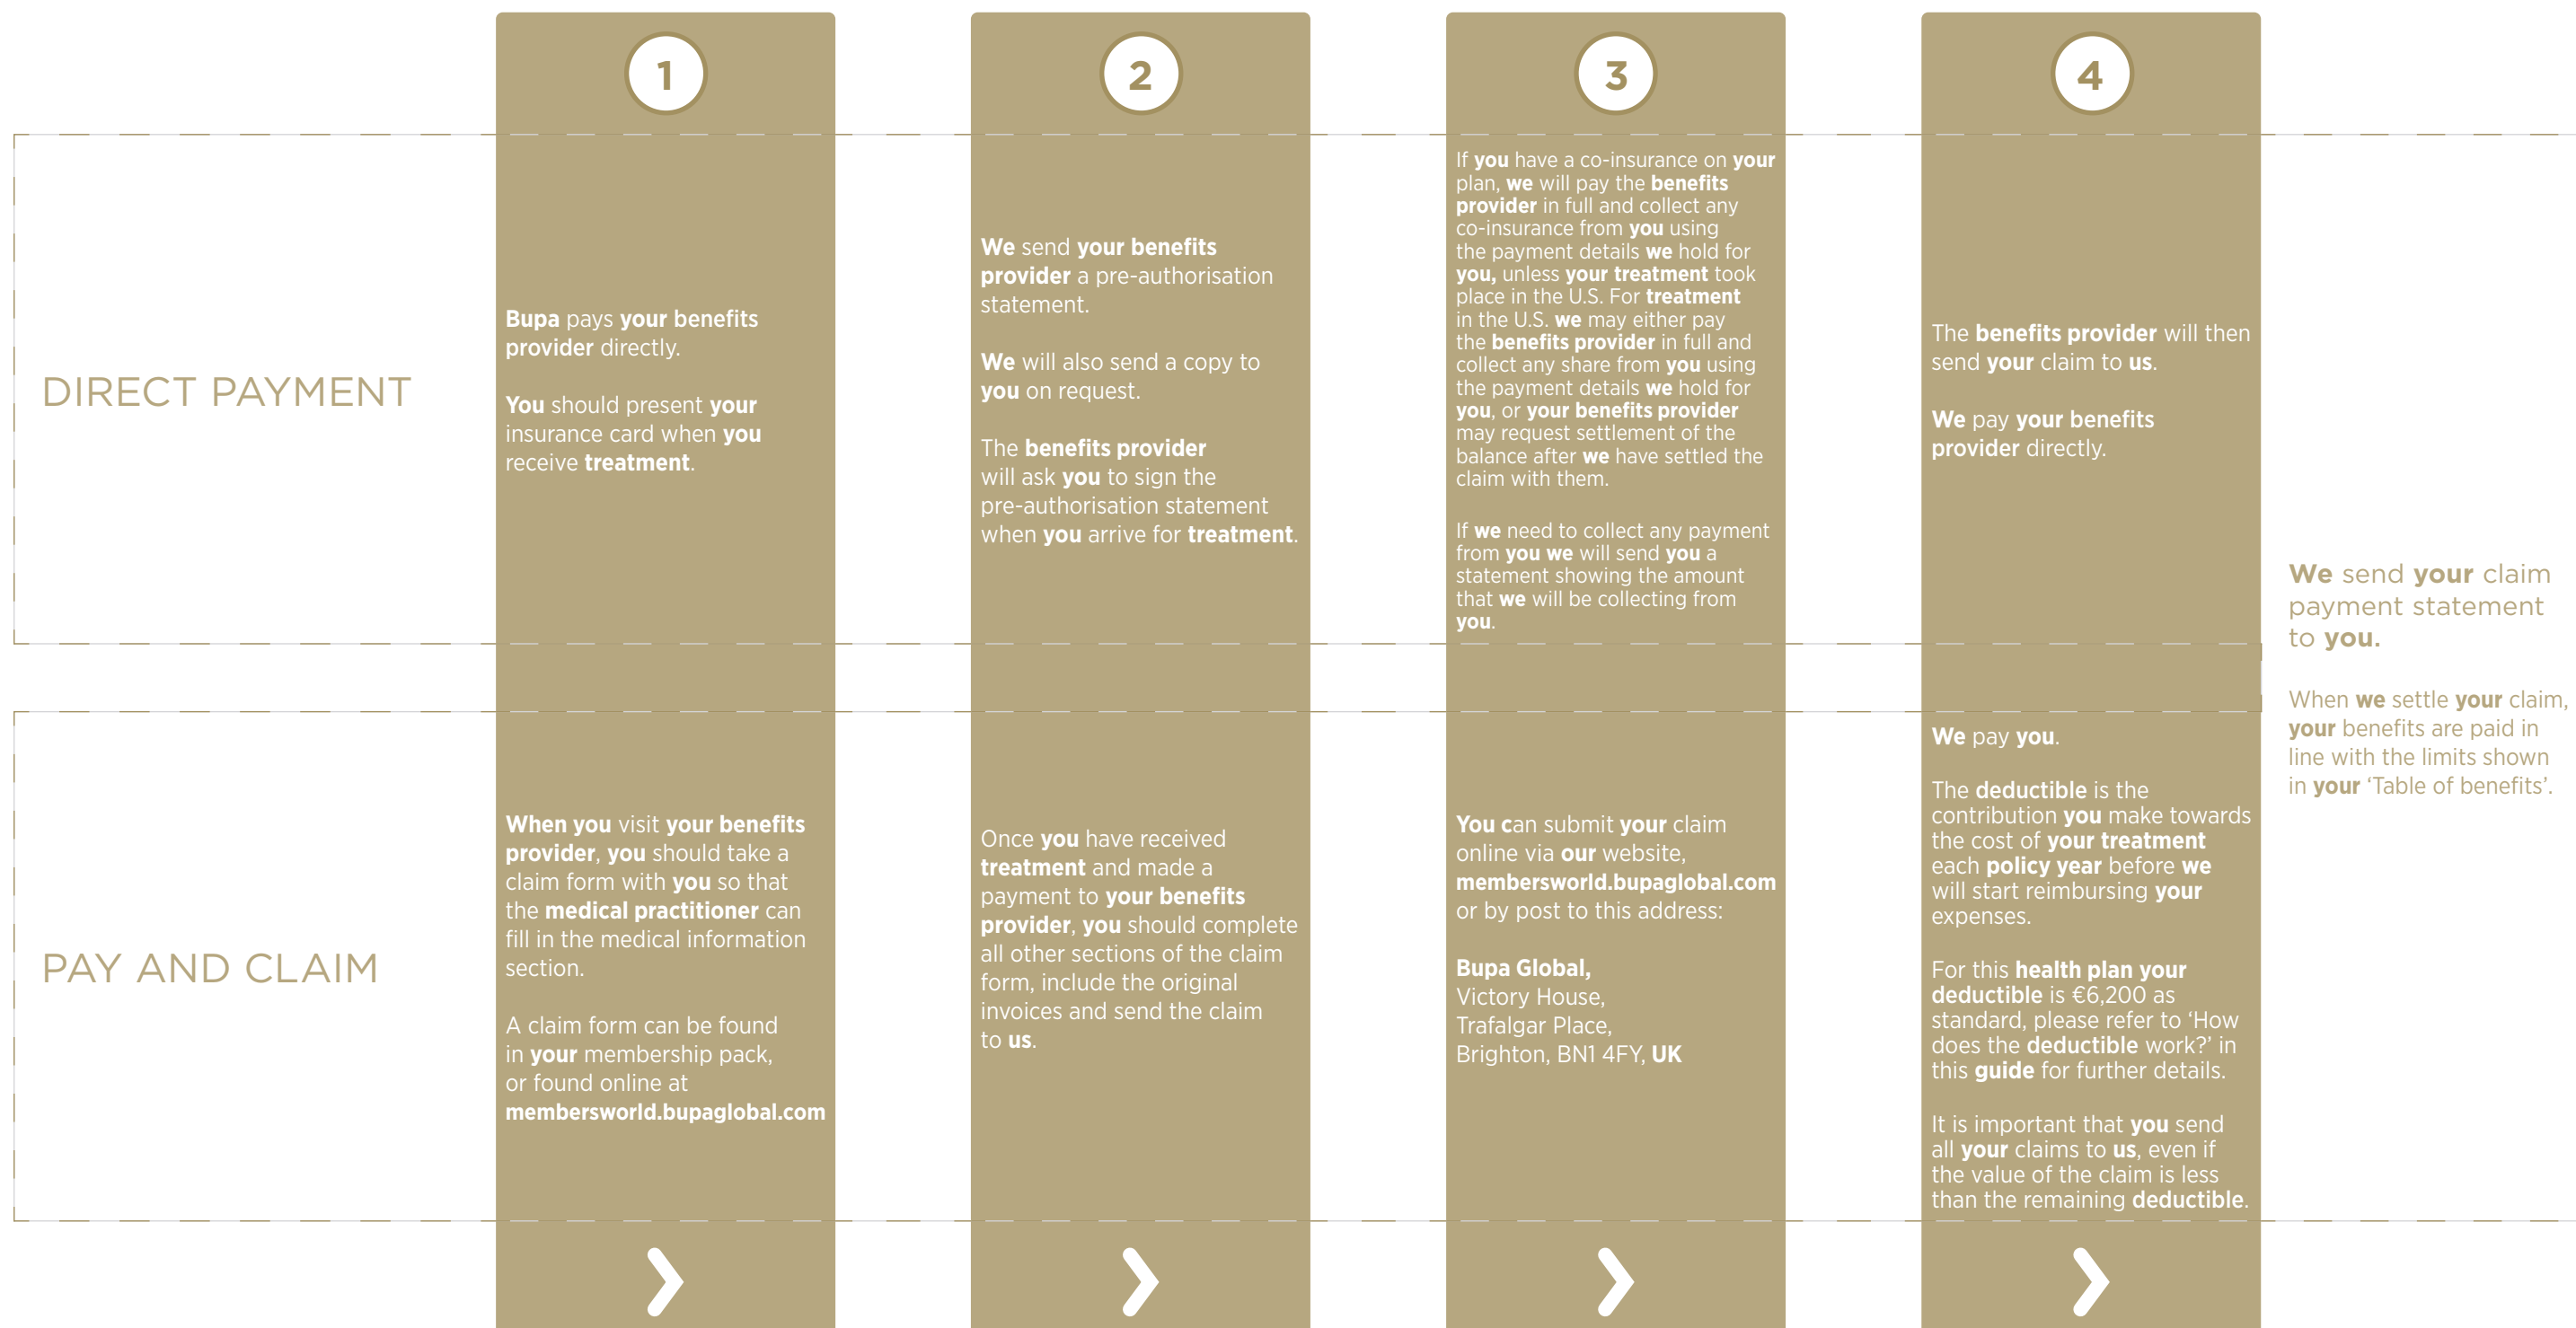 1
2
3
4
DIRECT PAYMENT
Bupa pays your benefits
provider directly.
You should present your
insurance card when you
receive treatment.
We send your benefits
provider a pre-authorisation
statement.
We will also send a copy to
you on request.
The benefits provider
will ask you to sign the
pre-authorisation statement
when you arrive for treatment.
If you have a co-insurance on your
plan, we will pay the benefits
provider in full and collect any
co-insurance from you using
the payment details we hold for
you, unless your treatment took
place in the U.S. For treatment
in the U.S. we may either pay
the benefits provider in full and
collect any share from you using
the payment details we hold for
you, or your benefits provider
may request settlement of the
balance after we have settled the
claim with them.
If we need to collect any payment
from you we will send you a
statement showing the amount
that we will be collecting from
you.
The benefits provider will then
send your claim to us.
We pay your benefits
provider directly.
PAY AND CLAIM
When you visit your benefits
provider, you should take a
claim form with you so that
the medical practitioner can
fill in the medical information
section.
A claim form can be found
in your membership pack,
or found online at
membersworld.bupaglobal.com
Once you have received
treatment and made a
payment to your benefits
provider, you should complete
all other sections of the claim
form, include the original
invoices and send the claim
to us.
You can submit your claim
online via our website,
membersworld.bupaglobal.com
or by post to this address:
Bupa Global,
Victory House,
Trafalgar Place,
Brighton, BN1 4FY, UK
We pay you.
The deductible is the
contribution you make towards
the cost of your treatment
each policy year before we
will start reimbursing your
expenses.
For this health plan your
deductible is €6,200 as
standard, please refer to ‘How
does the deductible work?’ in
this guide for further details.
It is important that you send
all your claims to us, even if
the value of the claim is less
than the remaining deductible.
We send your claim
payment statement
to you.
When we settle your claim,
your benefits are paid in
line with the limits shown
in your ‘Table of benefits’.